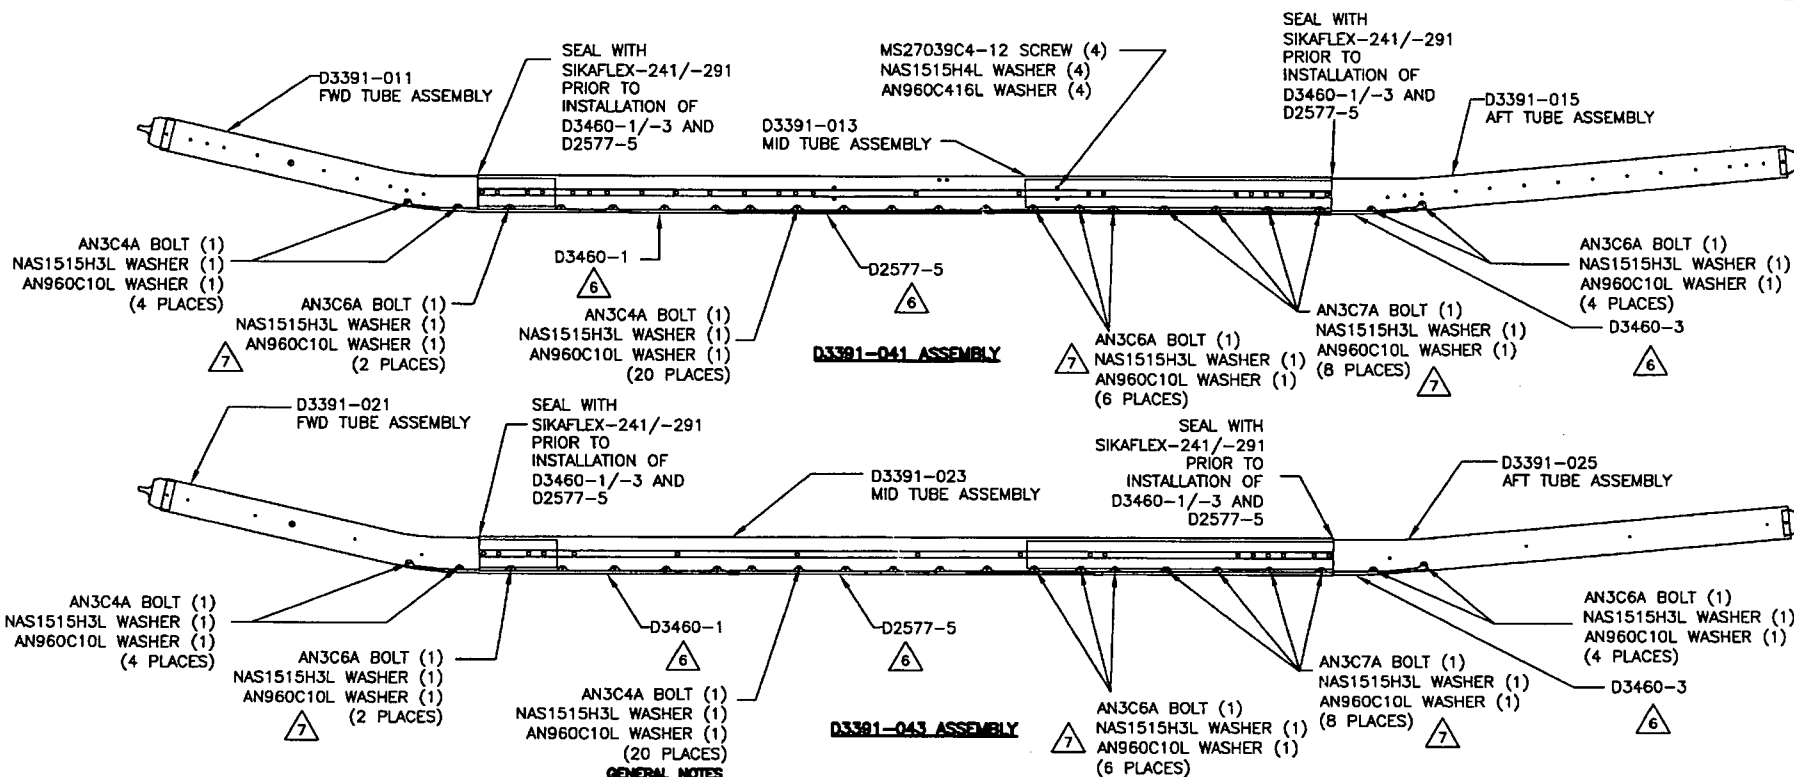 D3391-011
FWD TUBE ASSEMBLY
SEAL WITH
SIKAFLEX-241/-291
PRIOR TO
INSTALLATION OF
D3460-1/-3 AND
D2577-5
D3391-013
MID TUBE ASSEMBLY
MS27039C4-12 SCREW (4)
NAS1515H4L WASHER (4)
AN960C416L WASHER (4)
SEAL WITH
SIKAFLEX-241/-291
PRIOR TO
INSTALLATION OF
D3460-1/-3 AND
D2577-5
D3391-015
AFT TUBE ASSEMBLY
AN3C4A BOLT (1)
NAS1515H3L WASHER (1)
AN960C10L WASHER (1)
(4 PLACES)
AN3C6A BOLT (1)
NAS1515H3L WASHER (1)
AN960C10L WASHER (1)
(2 PLACES)
7
D3460-1
6
AN3C4A BOLT (1)
NAS1515H3L WASHER (1)
AN960C10L WASHER (1)
(20 PLACES)
D2577-5
6
D3391-041 ASSEMBLY
7
AN3C6A BOLT (1)
NAS1515H3L WASHER (1)
AN960C10L WASHER (1)
(6 PLACES)
AN3C7A BOLT (1)
NAS1515H3L WASHER (1)
AN960C10L WASHER (1)
(8 PLACES)
7
AN3C6A BOLT (1)
NAS1515H3L WASHER (1)
AN960C10L WASHER (1)
(4 PLACES)
D3460-3
6
D3391-021
FWD TUBE ASSEMBLY
SEAL WITH
SIKAFLEX-241/-291
PRIOR TO
INSTALLATION OF
D3460-1/-3 AND
D2577-5
D3391-023
MID TUBE ASSEMBLY
SEAL WITH
SIKAFLEX-241/-291
PRIOR TO
INSTALLATION OF
D3460-1/-3 AND
D2577-5
D3391-025
AFT TUBE ASSEMBLY
AN3C4A BOLT (1)
NAS1515H3L WASHER (1)
AN960C10L WASHER (1)
(4 PLACES)
AN3C6A BOLT (1)
NAS1515H3L WASHER (1)
AN960C10L WASHER (1)
(2 PLACES)
7
D3460-1
6
AN3C4A BOLT (1)
NAS1515H3L WASHER (1)
AN960C10L WASHER (1)
(20 PLACES)
D2577-5
6
D3391-043 ASSEMBLY
7
AN3C6A BOLT (1)
NAS1515H3L WASHER (1)
AN960C10L WASHER (1)
(6 PLACES)
AN3C7A BOLT (1)
NAS1515H3L WASHER (1)
AN960C10L WASHER (1)
(8 PLACES)
7
AN3C6A BOLT (1)
NAS1515H3L WASHER (1)
AN960C10L WASHER (1)
(4 PLACES)
D3460-3
6
GENERAL NOTES